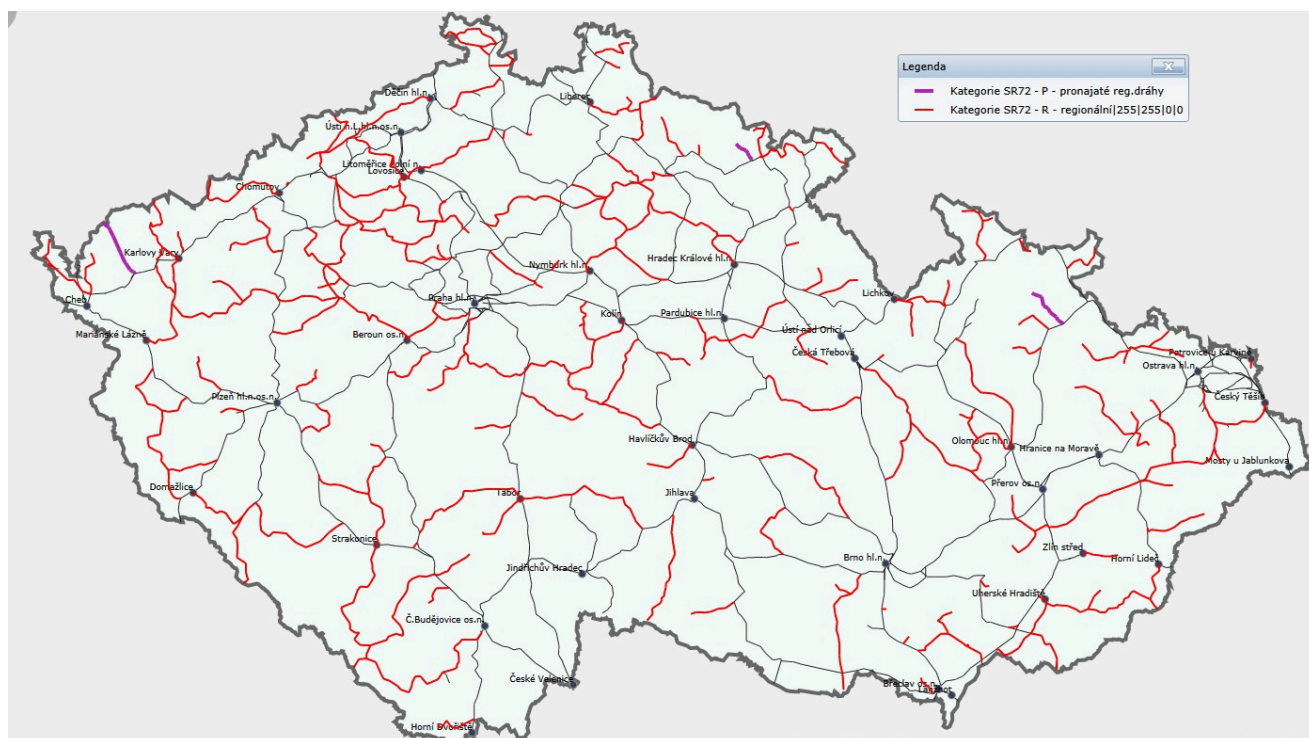 Legenda
Kategorie SR72 - P - pronajaté reg.dráhy
Kategorie SR72 - R - regionální|255|255|0|0
Děčín hl.n.
Liberec
Ústí n.L.hl.n.os.n.
Litoměřice dolní n.
Lovosice
Chomutov
Karlovy Vary
Nymburk hl.n.
Hradec Králové hl.n.
Cheb
Praha hl.n.
Lichkov
Kolín
Pardubice hl.n.
Mariánské Lázně
Beroun os.n.
Ústí nad Orlicí
Česká Třebová
Petrovice u Karviné
Ostrava hl.n.
Český Těšín
Plzeň hl.n.os.n.
Havlíčkův Brod
Olomouc hl.n.
Hranice na Moravě
Mosty u Jablunkova
Domažlice
Tábor
Jihlava
Přerov os.n.
Strakonice
Zlín střed
Horní Lideč
Brno hl.n.
Jindřichův Hradec
Uherské Hradiště
Č.Budějovice os.n.
České Velenice
Břeclav os.n.
Lanžhot
Horní Dvořiště